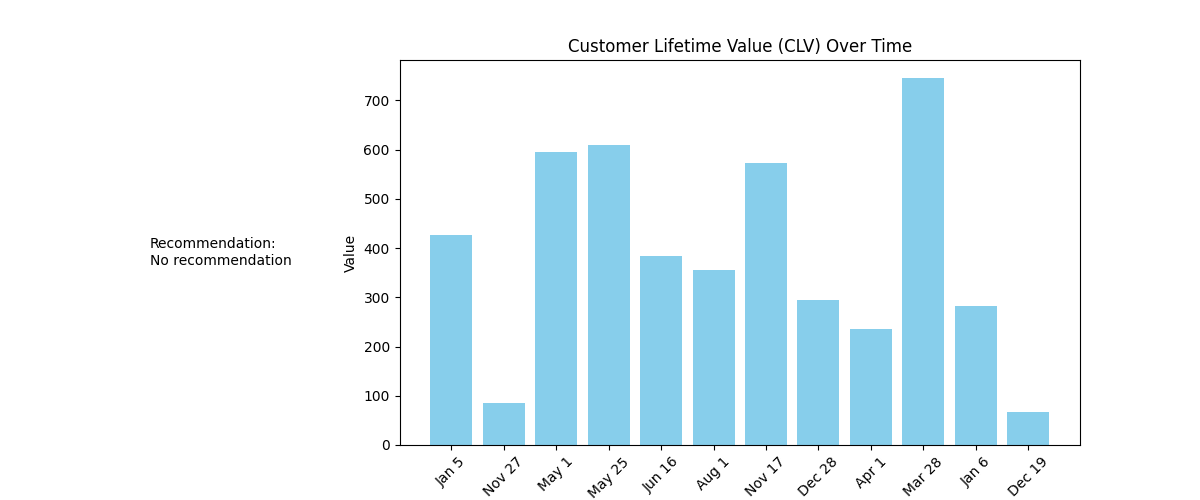 Customer Lifetime Value (CLV) Over Time
Recommendation:
No recommendation
Value
700
600
500
400
300
200
100
0
Jan 5
Nov 27
May 1
May 25
Jun 16
Aug 1
Nov 17
Dec 28
Apr 1
Mar 28
Jan 6
Dec 19